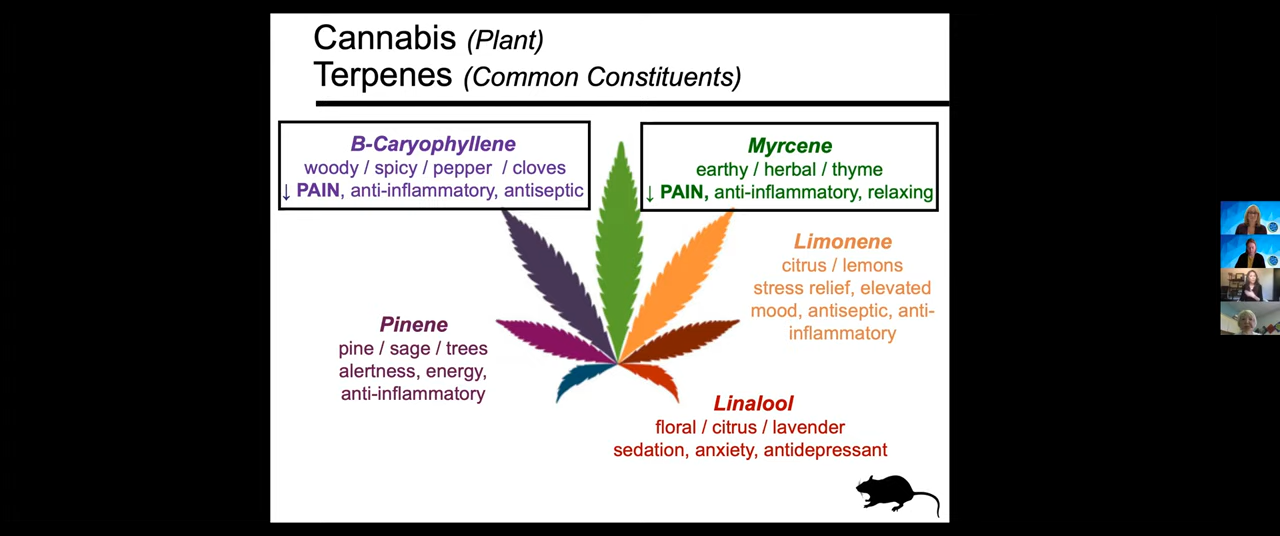 Cannabis (Plant)
Terpenes (Common Constituents)
B-Caryophyllene
woody / spicy / pepper / cloves
↓ PAIN, anti-inflammatory, antiseptic
Myrcene
earthy / herbal / thyme
↓ PAIN, anti-inflammatory, relaxing
Limonene
citrus / lemons
stress relief, elevated
mood, antiseptic, anti-
inflammatory
Pinene
pine / sage / trees
alertness, energy,
anti-inflammatory
Linalool
floral / citrus / lavender
sedation, anxiety, antidepressant